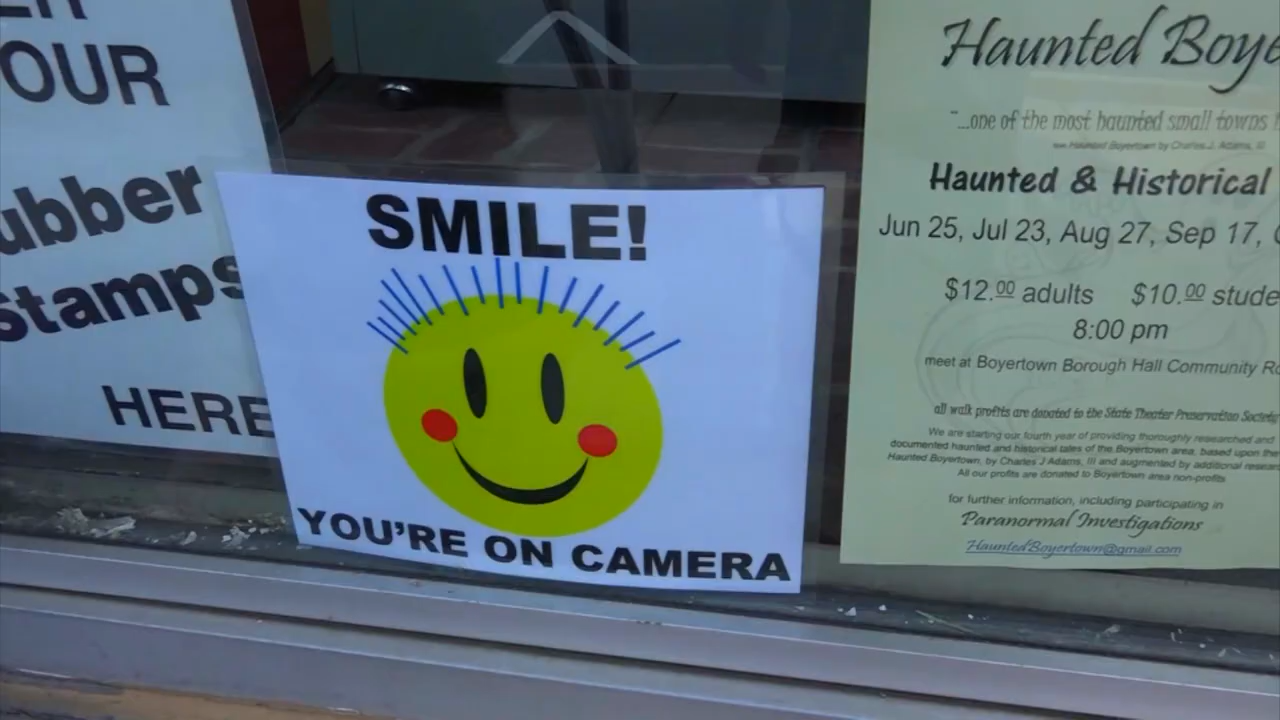 OUR
ubber
Stamps
HERE
SMILE!
YOU'RE ON CAMERA
Haunted Boye
"...one of the most haunted small towns
Haunted Boyertown by Charles J. Adams, III
Haunted & Historical
Jun 25, Jul 23, Aug 27, Sep 17,
$12.00 adults $10.00 stude
8:00 pm
meet at Boyertown Borough Hall Community Ro
all walk profits are donated to the State Theater Preservation Society
We are starting our fourth year of providing thoroughly researched and
documented haunted and historical tales of the Boyertown area, based upon the
Haunted Boyertown, by Charles J Adams, III and augmented by additional resear
All our profits are donated to Boyertown area non-profits
for further information, including participating in
Paranormal Investigations
HauntedBoyertown@gmail.com